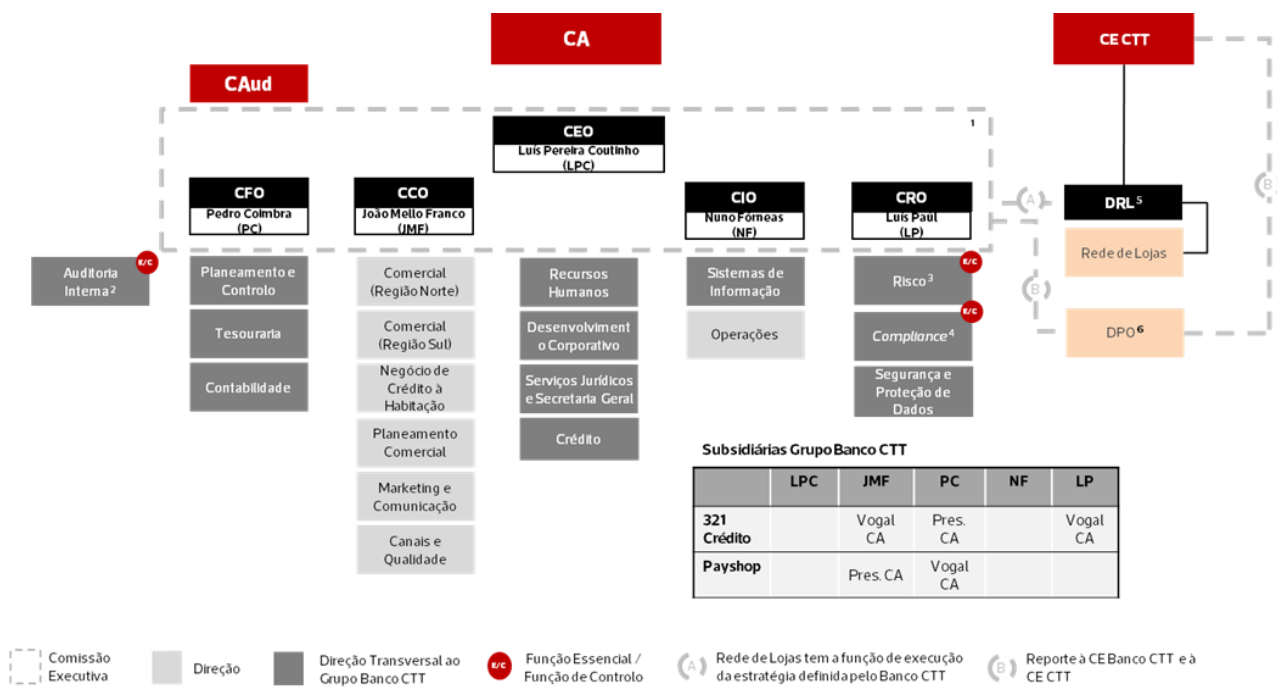 CA
CE CTT
CAud
1
CEO
Luís Pereira Coutinho
(LPC)
CFO
Pedro Coimbra
(PC)
CCO
João Mello Franco
(JMF)
CIO
Nuno Fórneas
(NF)
CRO
Luís Paul
(LP)
A
B
DRL5
Rede de Lojas
B
DPO6
Auditoria
Interna2
E/C
Planeamento e
Controlo
Tesouraria
Contabilidade
Comercial
(Região Norte)
Comercial
(Região Sul)
Negócio de
Crédito à
Habitação
Planeamento
Comercial
Marketing e
Comunicação
Canais e
Qualidade
Recursos
Humanos
Desenvolviment
o Corporativo
Serviços Jurídicos
e Secretaria Geral
Crédito
Sistemas de
Informação
Operações
E/C
Risco3
E/C
Compliance4
Segurança e
Proteção de
Dados
Subsidiárias Grupo Banco CTT
LPC JMF PC NF LP
321
Crédito
Vogal
CA
Pres.
CA
Vogal
CA
Payshop
Pres. CA
Vogal
CA
Comissão
Executiva
Direção
Direção Transversal ao
Grupo Banco CTT
E/C
Função Essencial /
Função de Controlo
A
Rede de Lojas tem a função de execução
da estratégia definida pelo Banco CTT
B
Reporte à CE Banco CTT e à
CE CTT